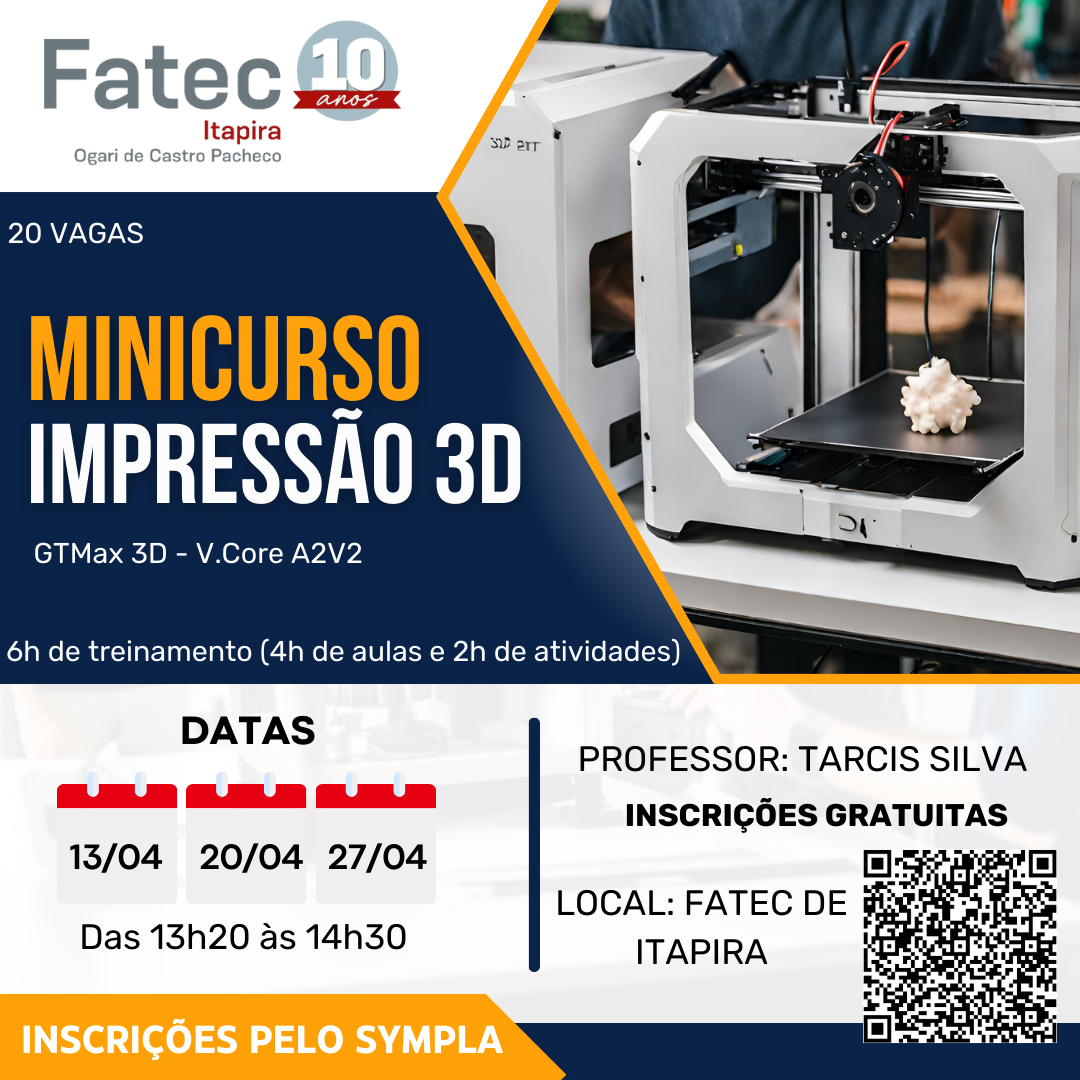 Fatec
10
anos
Itapira
Ogari de Castro Pacheco
20 VAGAS
MINICURSO
IMPRESSÃO 3D
GTMax 3D - V.Core A2V2
6h de treinamento (4h de aulas e 2h de atividades)
DATAS
13/04
20/04
27/04
Das 13h20 às 14h30
PROFESSOR: TARCIS SILVA
INSCRIÇÕES GRATUITAS
LOCAL: FATEC DE
ITAPIRA
INSCRIÇÕES PELO SYMPLA